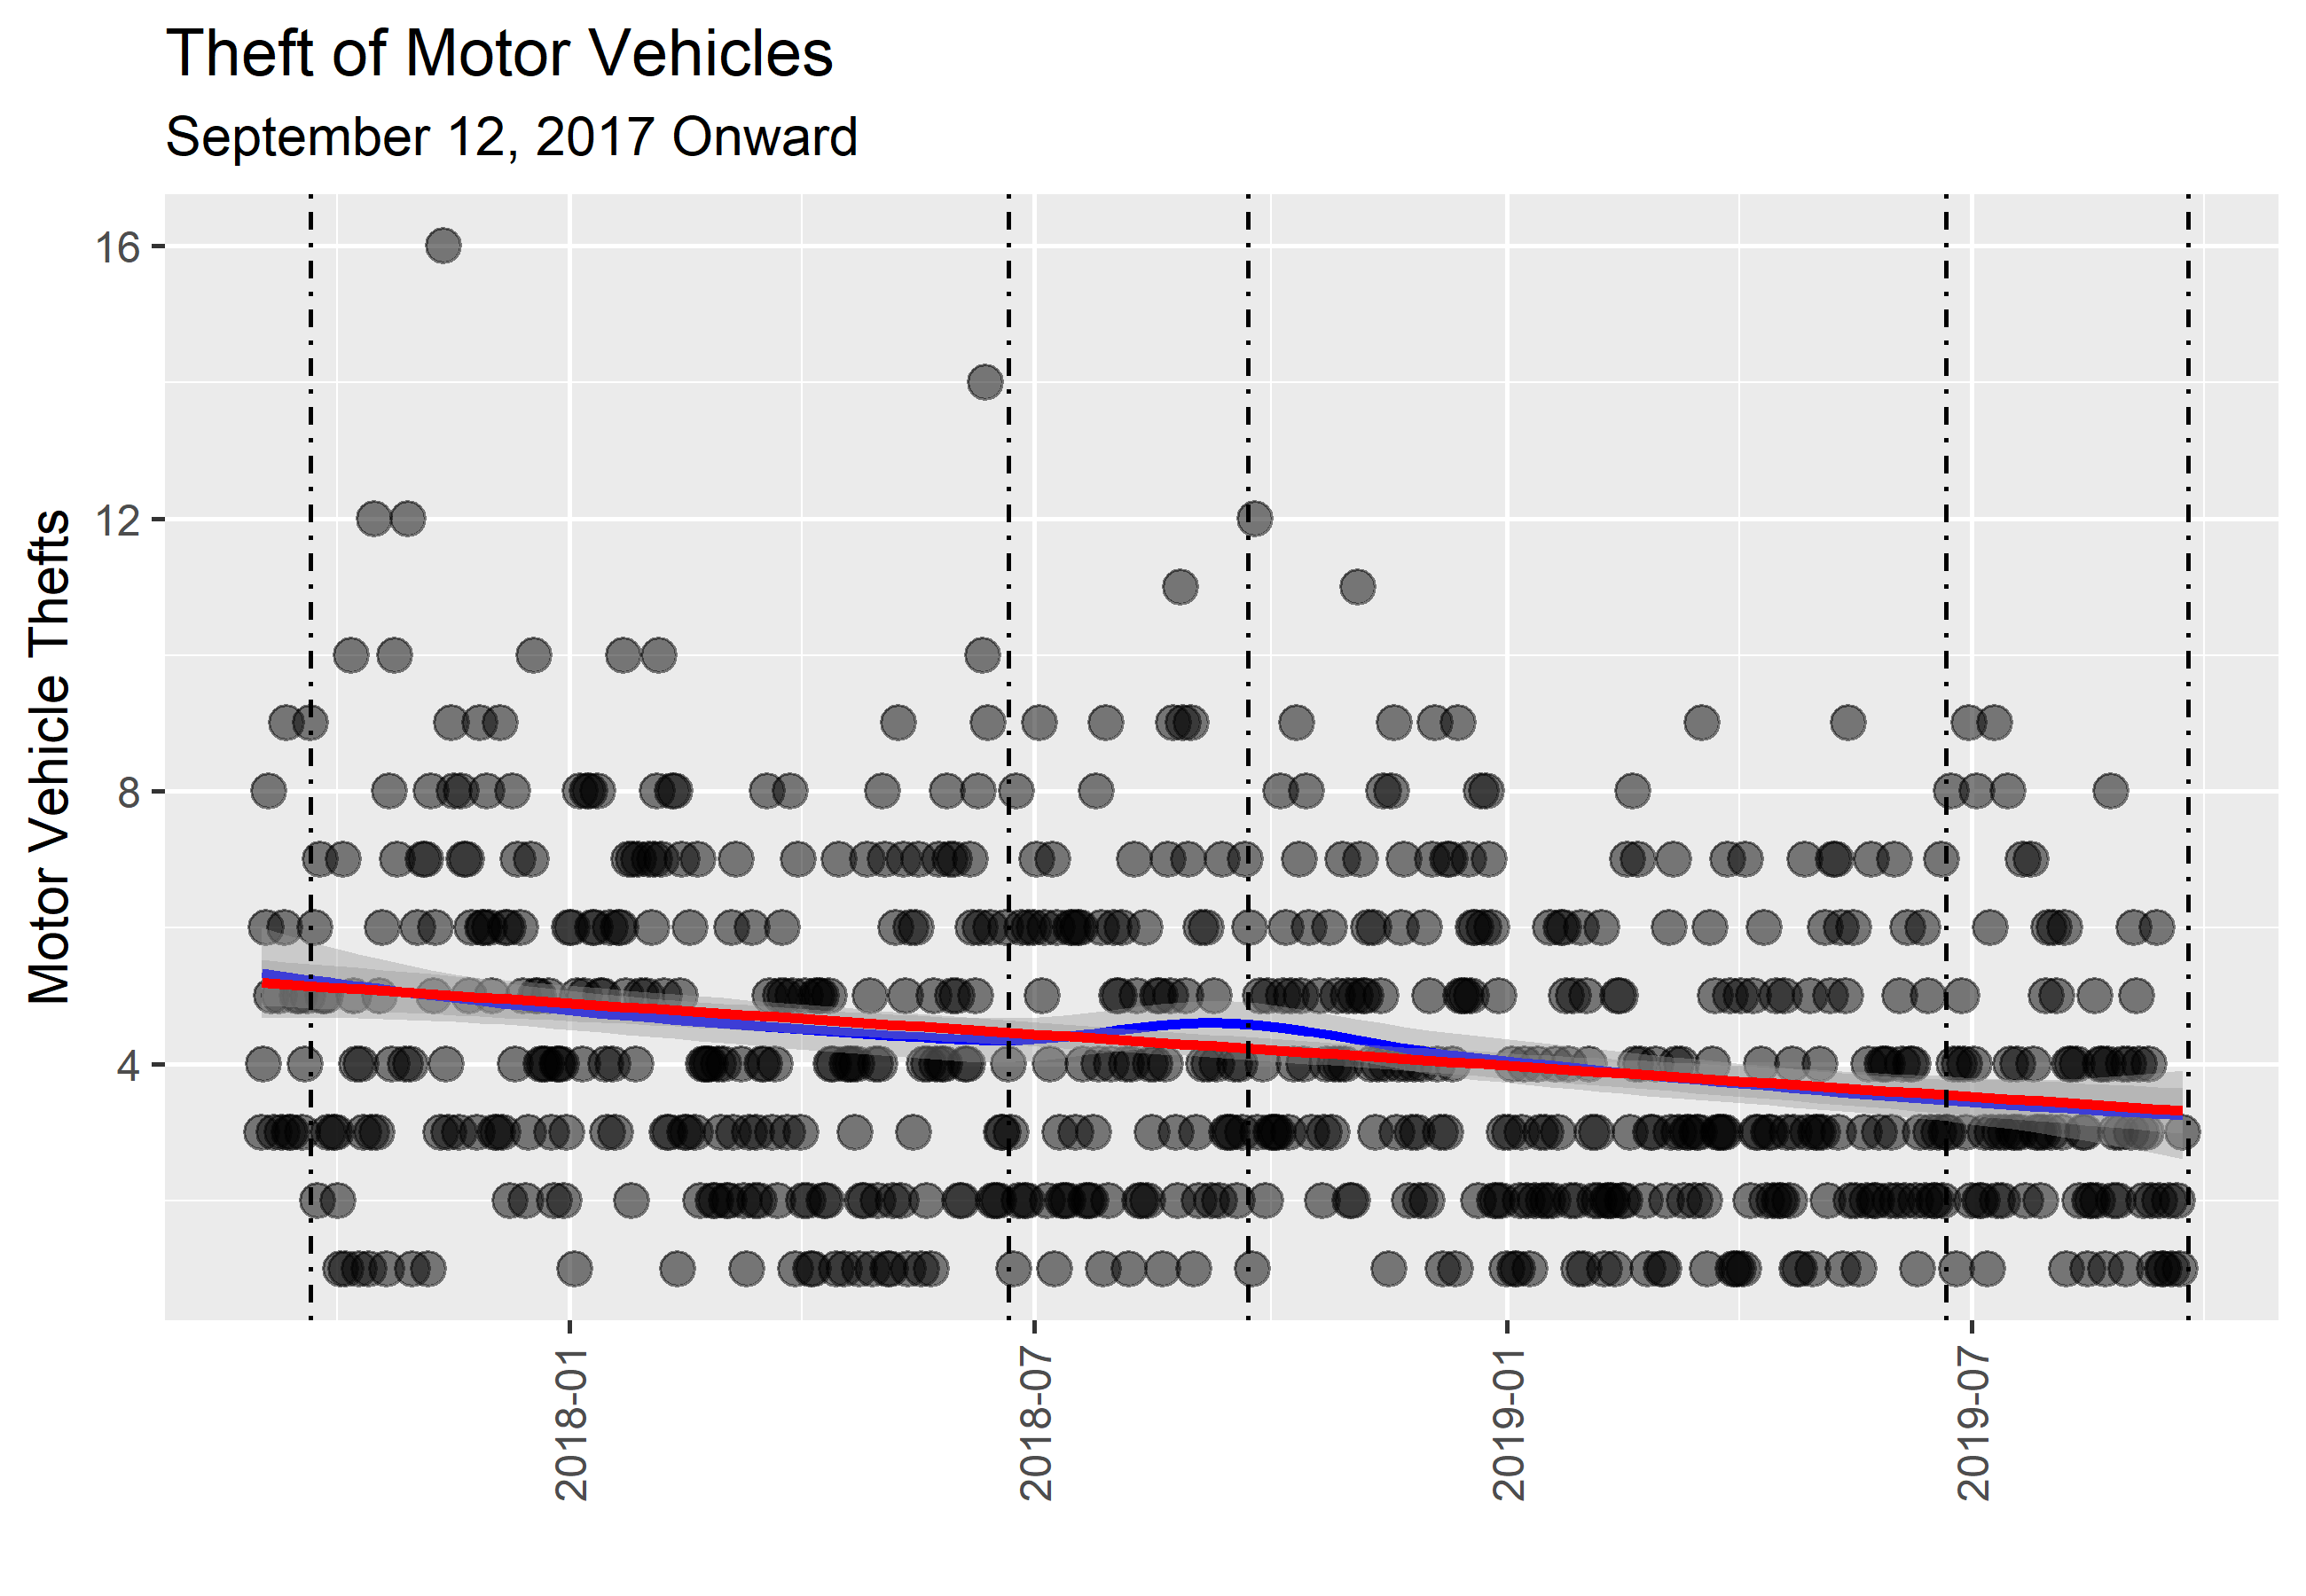 Theft of Motor Vehicles
September 12, 2017 Onward
Motor Vehicle Thefts
16
12
8
4
2018-01
2018-07
2019-01
2019-07